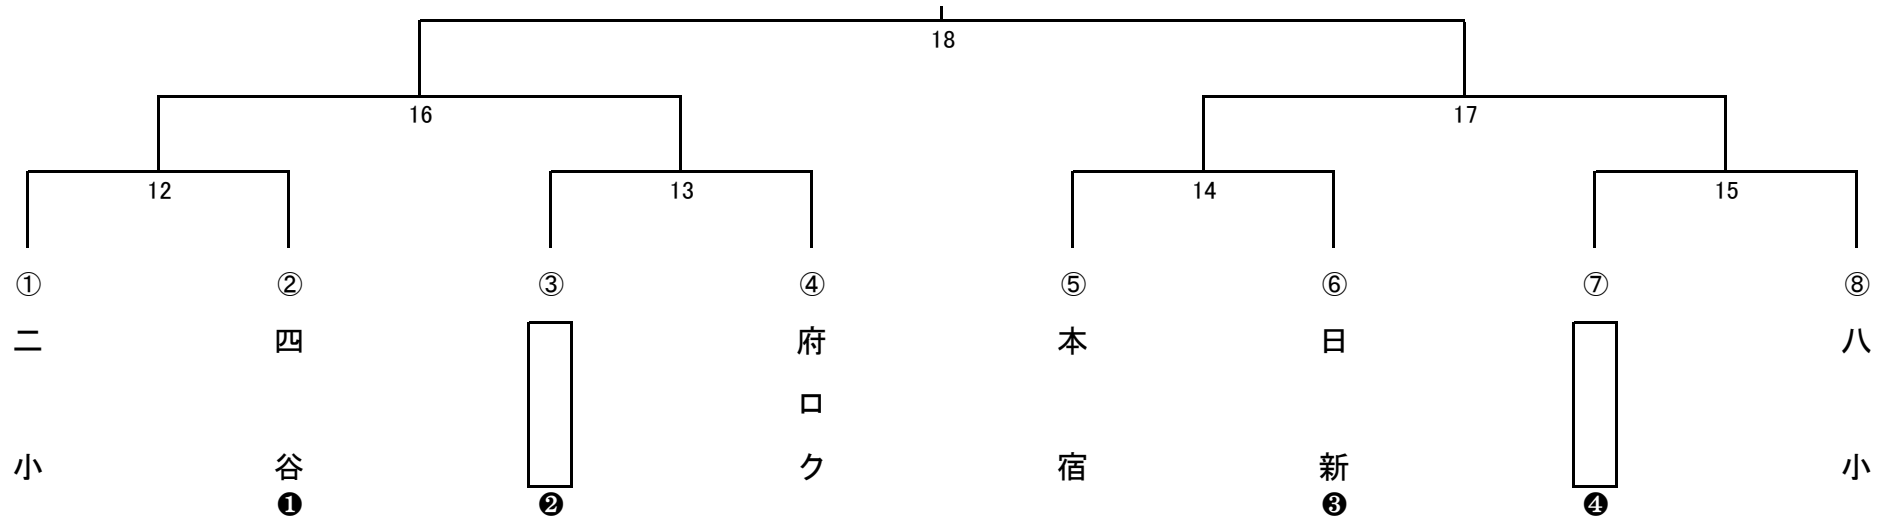 18
16 17
12 13 14 15
① ② ③ ④ ⑤ ⑥ ⑦ ⑧
二小
四谷
府ロク
本宿
日新
八小
❶ ❷ ❸ ❹